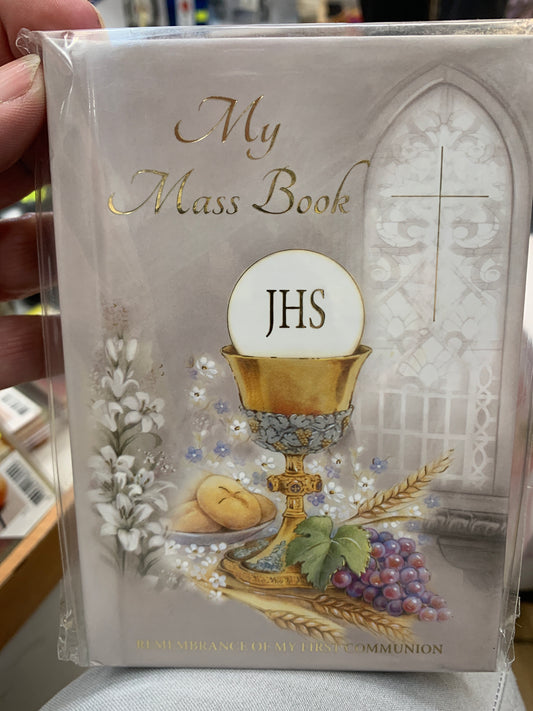 My
Mass Book
JHS
REMEMBRANCE OF MY FIRST COMMUNION